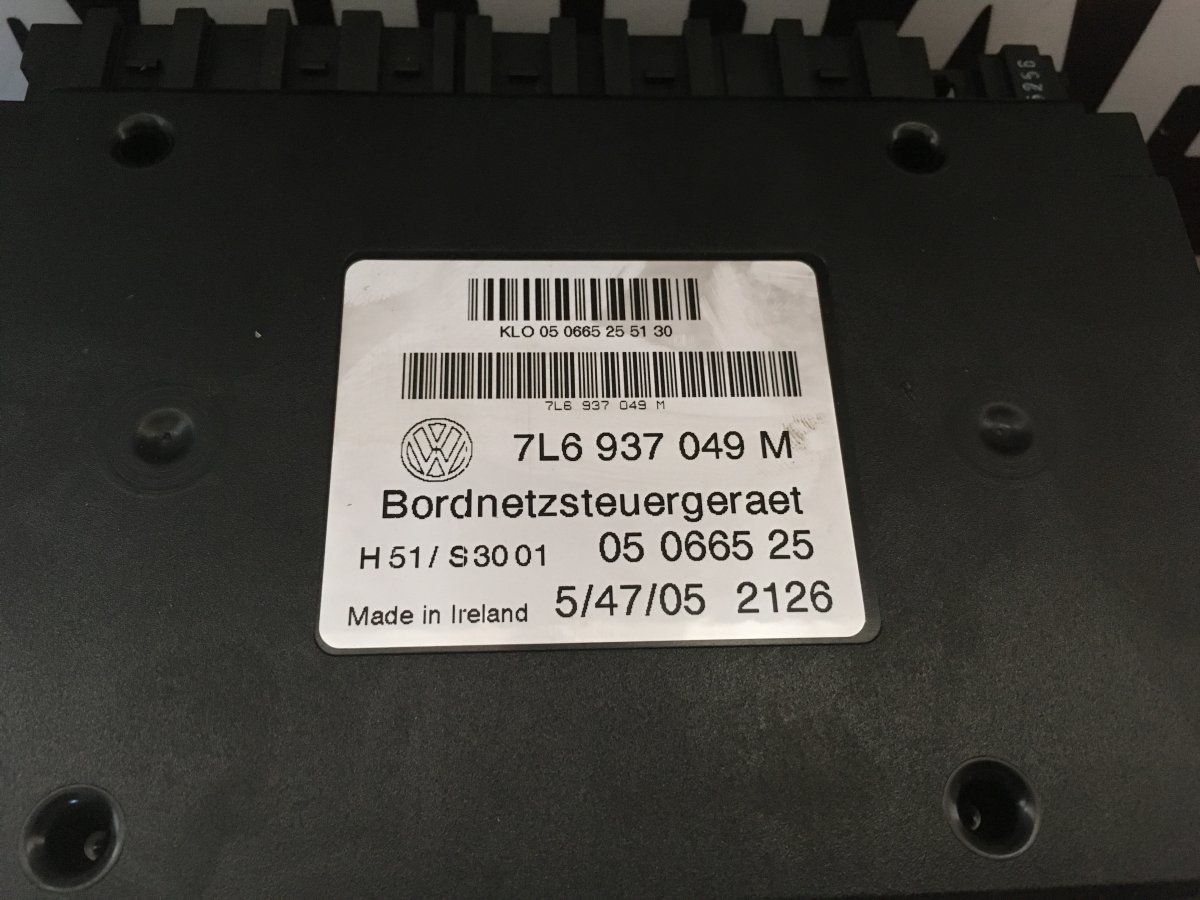 KLO 05 0665 25 51 30
7L6 937 049 M
7L6 937 049 M
Bordnetzsteuergeraet
H 51 / S 30 01 05 0665 25
Made in Ireland 5/47/05 2126